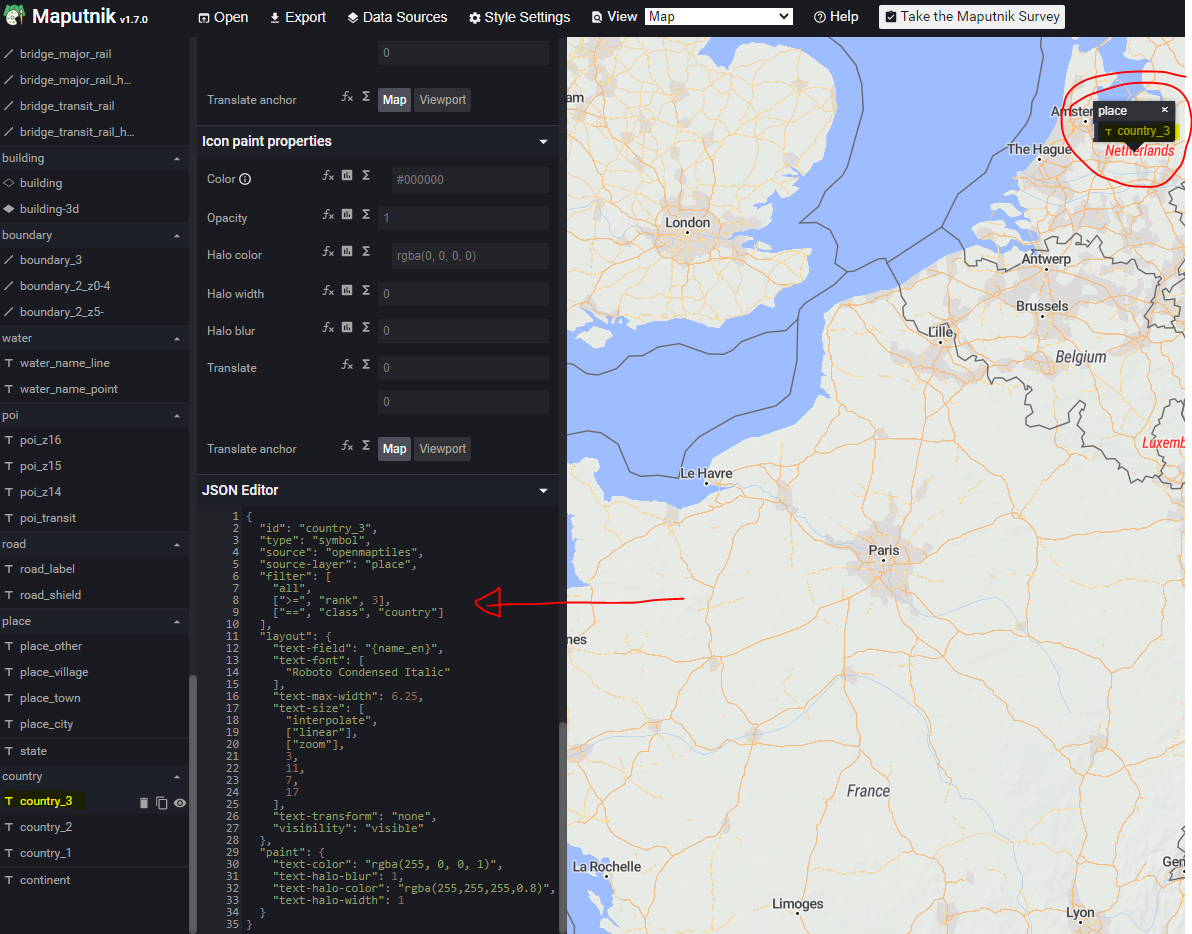 Maputnik v1.7.0
Open
Export
Data Sources
Style Settings
View
Map
Help
Take the Maputnik Survey
bridge_major_rail
bridge_major_rail_h...
bridge_transit_rail
bridge_transit_rail_h...
building
building
building-3d
boundary
boundary_3
boundary_2_z0-4
boundary_2_z5-
water
water_name_line
water_name_point
poi
poi_z16
poi_z15
poi_z14
poi_transit
road
road_label
road_shield
place
place_other
place_village
place_town
place_city
state
country
country_3
country_2
country_1
continent
0
Translate anchor
Map Viewport
Icon paint properties
Color #000000
Opacity 1
Halo color rgba(0, 0, 0, 0)
Halo width 0
Halo blur 0
Translate 0
0
Translate anchor
Map Viewport
JSON Editor
1 {
2 "id": "country_3",
3 "type": "symbol",
4 "source": "openmaptiles",
5 "source-layer": "place",
6 "filter": [
7 "all",
8 [">=", "rank", 3],
9 ["==", "class", "country"]
10 ],
11 "layout": {
12 "text-field": "{name_en}",
13 "text-font": [
14 "Roboto Condensed Italic"
15 ],
16 "text-max-width": 6.25,
17 "text-size": [
18 "interpolate",
19 ["linear"],
20 ["zoom"],
21 3,
22 11,
23 7,
24 17
25 ],
26 "text-transform": "none",
27 "visibility": "visible"
28 },
29 "paint": {
30 "text-color": "rgba(255, 0, 0, 1)",
31 "text-halo-blur": 1,
32 "text-halo-color": "rgba(255,255,255,0.8)",
33 "text-halo-width": 1
34 }
35 }
am
Amster
place ×
country_3
The Hague
Netherlands
London
Antwerp
Brussels
Lille
Belgium
Luxemb
Le Havre
Paris
nes
France
La Rochelle
Gen
Limoges
Lyon